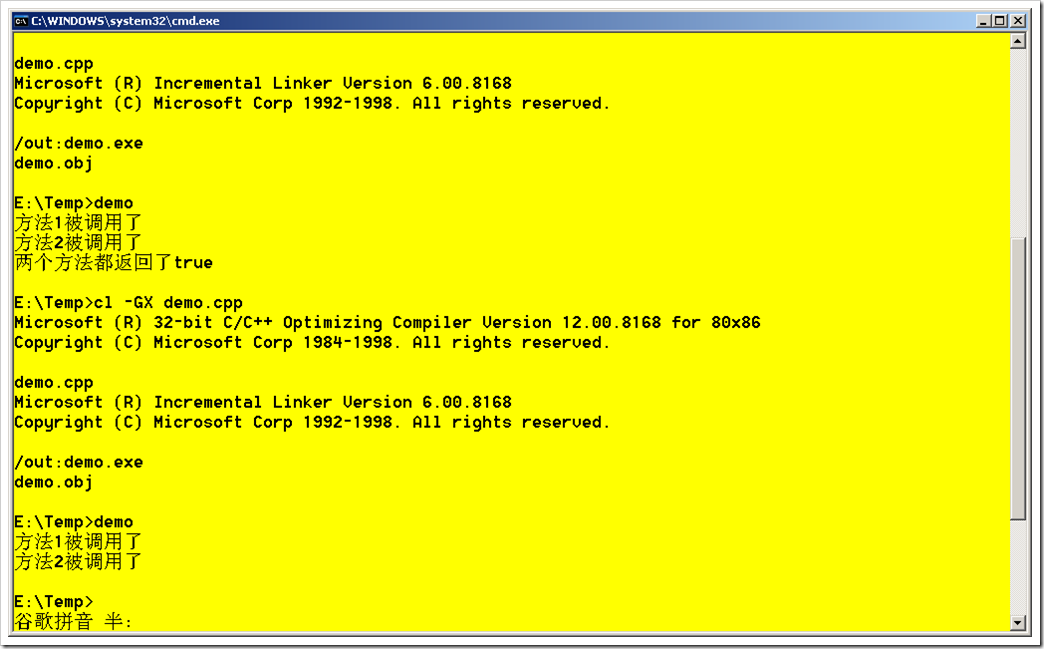 C:\WINDOWS\system32\cmd.exe
demo.cpp
Microsoft (R) Incremental Linker Version 6.00.8168
Copyright (C) Microsoft Corp 1992-1998. All rights reserved.
/out:demo.exe
demo.obj
E:\Temp>demo
方法1被调用了
方法2被调用了
两个方法都返回了true
E:\Temp>cl -GX demo.cpp
Microsoft (R) 32-bit C/C++ Optimizing Compiler Version 12.00.8168 for 80x86
Copyright (C) Microsoft Corp 1984-1998. All rights reserved.
demo.cpp
Microsoft (R) Incremental Linker Version 6.00.8168
Copyright (C) Microsoft Corp 1992-1998. All rights reserved.
/out:demo.exe
demo.obj
E:\Temp>demo
方法1被调用了
方法2被调用了
E:\Temp>
谷歌拼音 半: